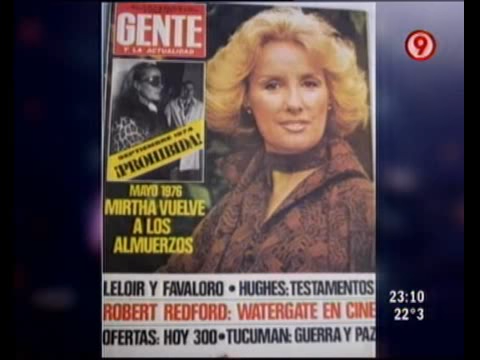 GENTE
Y LA ACTUALIDAD
SEPTIEMBRE 1974
¡PROHIBIDA!
MAYO 1976
MIRTHA VUELVE
A LOS
ALMUERZOS
LELOIR Y FAVALORO • HUGHES: TESTAMENTOS
ROBERT REDFORD: WATERGATE EN CINE
OFERTAS: HOY 300 • TUCUMAN: GUERRA Y PAZ
9
23:10
22°3